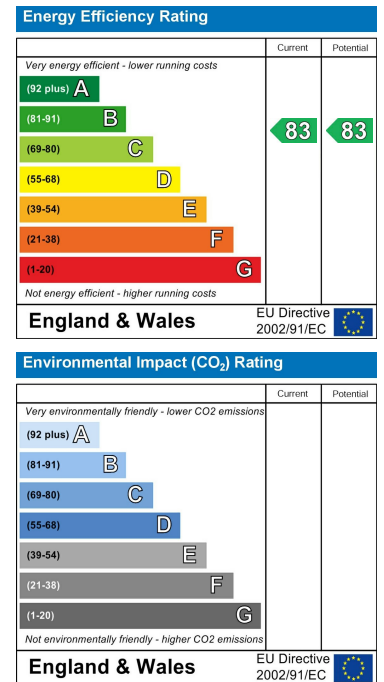 Energy Efficiency Rating
Current Potential
Very energy efficient - lower running costs
(92 plus) A
(81-91) B
83 83
(69-80) C
(55-68) D
(39-54) E
(21-38) F
(1-20) G
Not energy efficient - higher running costs
England & Wales
EU Directive
2002/91/EC
Environmental Impact (CO₂) Rating
Current Potential
Very environmentally friendly - lower CO2 emissions
(92 plus) A
(81-91) B
(69-80) C
(55-68) D
(39-54) E
(21-38) F
(1-20) G
Not environmentally friendly - higher CO2 emissions
England & Wales
EU Directive
2002/91/EC